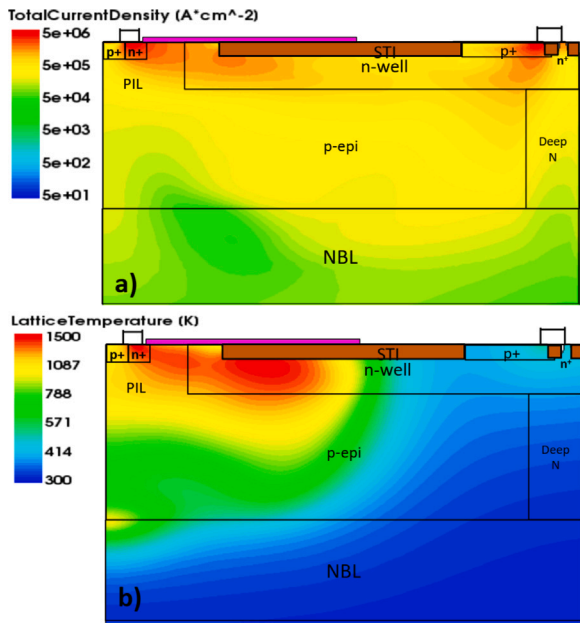 TotalCurrentDensity [A*cm^-2]
5e+06
5e+05
5e+04
5e+03
5e+02
5e+01
p+ n+
STI
p+
n+
n-well
PIL
p-epi
Deep
N
NBL
a)
LatticeTemperature [K]
1500
1087
788
571
414
300
p+ n+
STI
p+
n+
n-well
PIL
p-epi
Deep
N
NBL
b)